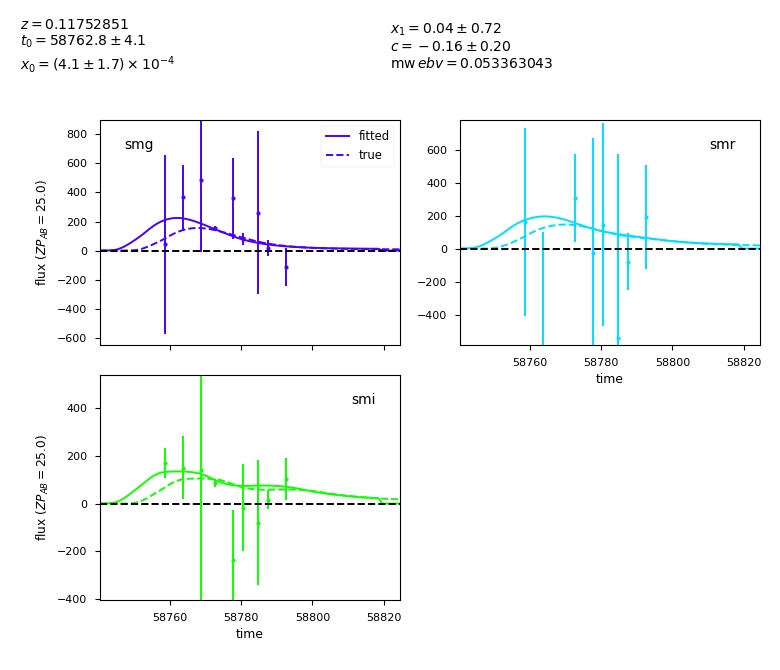 z = 0.11752851
t0 = 58762.8 ± 4.1
x0 = (4.1 ± 1.7) × 10^−4
x1 = 0.04 ± 0.72
c = −0.16 ± 0.20
mw ebv = 0.053363043
smg
fitted
true
800
600
400
200
0
−200
−400
−600
flux (ZP_AB = 25.0)
smr
600
400
200
0
−200
−400
58760 58780 58800 58820
time
smi
400
200
0
−200
−400
flux (ZP_AB = 25.0)
58760 58780 58800 58820
time